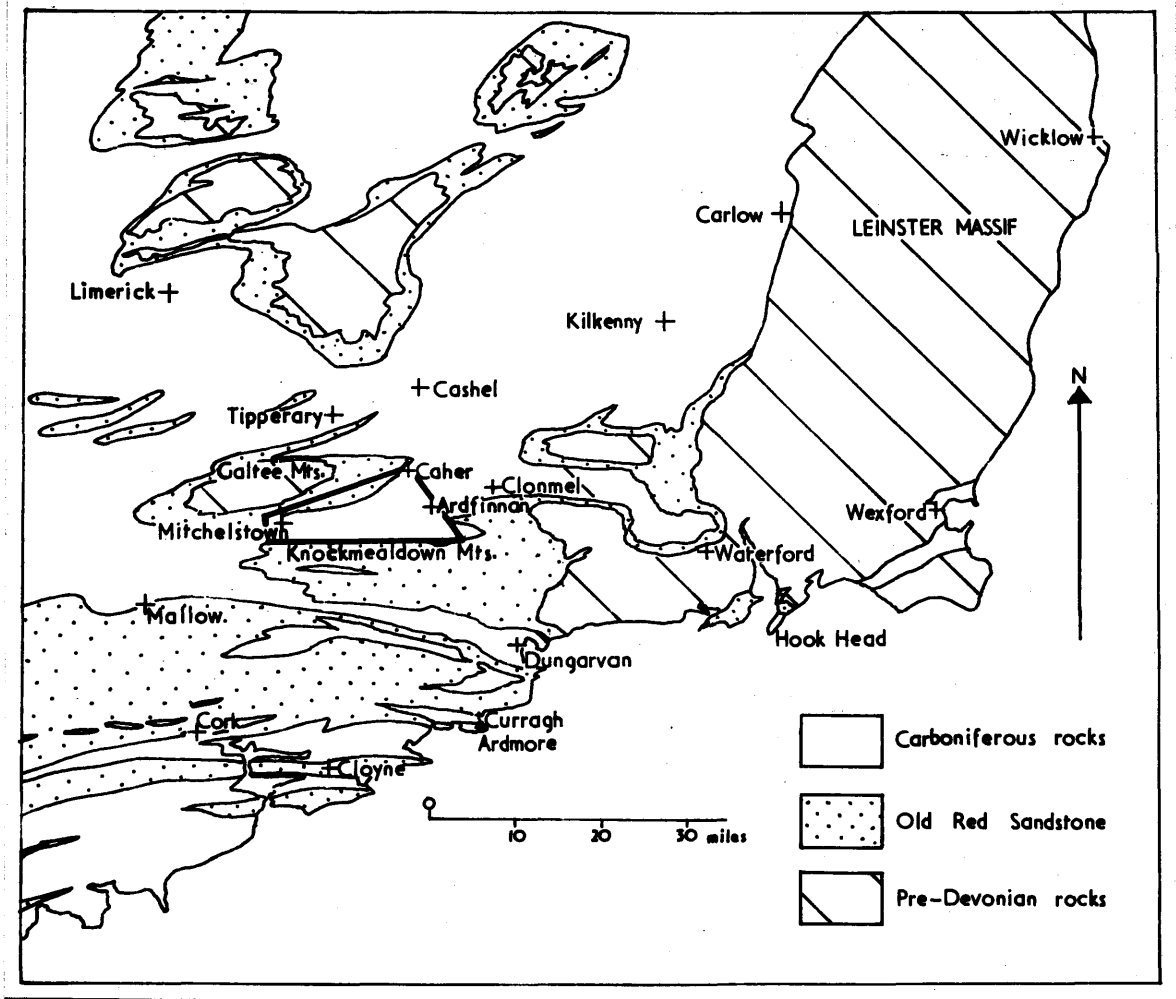 Wicklow
Carlow
LEINSTER MASSIF
Limerick
Kilkenny
N
Cashel
Tipperary
Galtee Mts.
Caher
Clonmel
Ardfinnan
Wexford
Mitchelstown
Knockmealdown Mts.
Waterford
Mallow.
Hook Head
Dungarvan
Cork
Curragh
Ardmore
Cloyne
O
10 20 30 miles
Carboniferous rocks
Old Red Sandstone
Pre-Devonian rocks